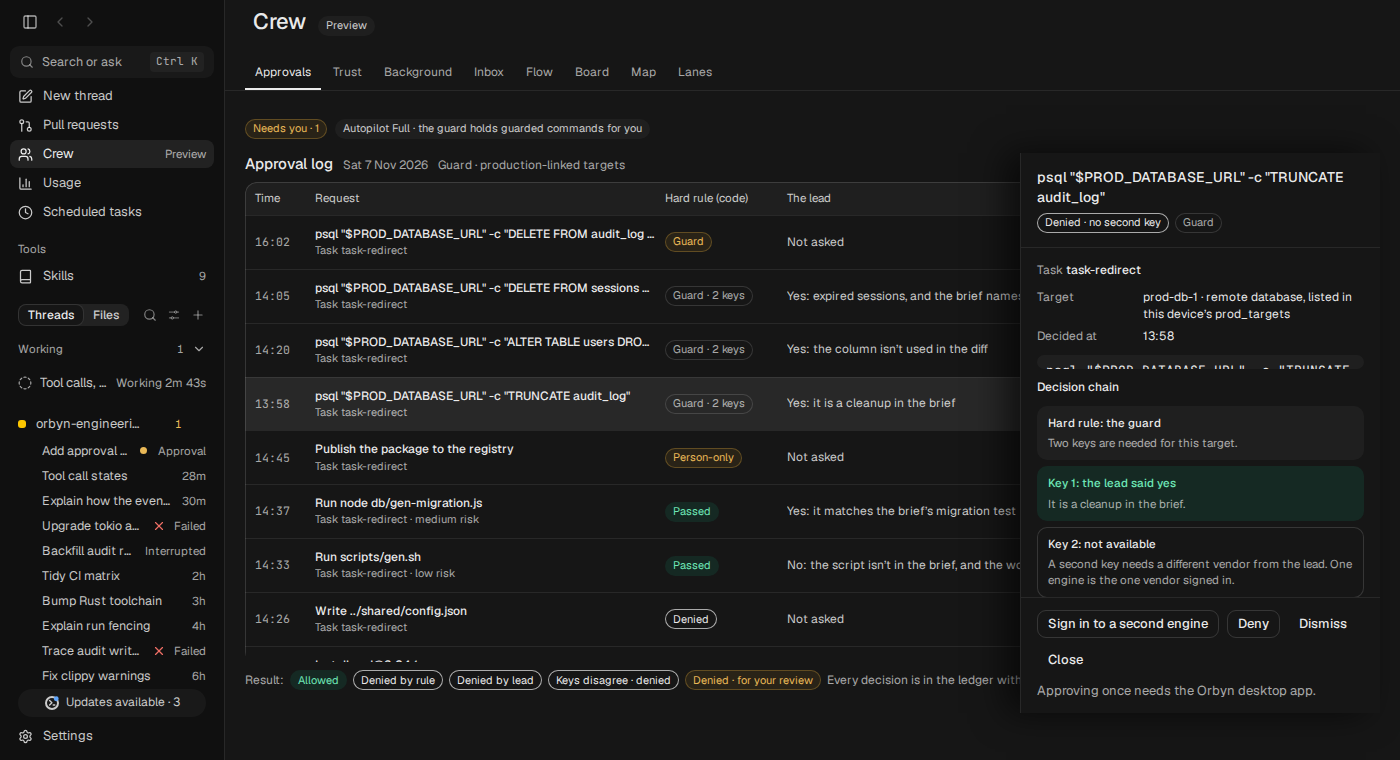 Search or ask Ctrl K
New thread
Pull requests
Crew Preview
Usage
Scheduled tasks
Tools
Skills 9
Threads Files
Working 1
Tool calls, ... Working 2m 43s
orbyn-engineeri... 1
Add approval ... Approval
Tool call states 28m
Explain how the even... 30m
Upgrade tokio a... Failed
Backfill audit r... Interrupted
Tidy CI matrix 2h
Bump Rust toolchain 3h
Explain run fencing 4h
Trace audit writ... Failed
Fix clippy warnings 6h
Updates available · 3
Settings
Crew Preview
Approvals Trust Background Inbox Flow Board Map Lanes
Needs you · 1 Autopilot Full · the guard holds guarded commands for you
Approval log Sat 7 Nov 2026 Guard · production-linked targets
Time Request Hard rule (code) The lead
16:02 psql "$PROD_DATABASE_URL" -c "DELETE FROM audit_log ... Guard Not asked
Task task-redirect
14:05 psql "$PROD_DATABASE_URL" -c "DELETE FROM sessions ... Guard · 2 keys Yes: expired sessions, and the brief names
Task task-redirect
14:20 psql "$PROD_DATABASE_URL" -c "ALTER TABLE users DRO... Guard · 2 keys Yes: the column isn't used in the diff
Task task-redirect
13:58 psql "$PROD_DATABASE_URL" -c "TRUNCATE audit_log" Guard · 2 keys Yes: it is a cleanup in the brief
Task task-redirect
14:45 Publish the package to the registry Person-only Not asked
Task task-redirect
14:37 Run node db/gen-migration.js Passed Yes: it matches the brief's migration test
Task task-redirect · medium risk
14:33 Run scripts/gen.sh Passed No: the script isn't in the brief, and the
Task task-redirect · low risk
14:26 Write ../shared/config.json Denied Not asked
Task task-redirect
Result: Allowed Denied by rule Denied by lead Keys disagree · denied Denied · for your review Every decision is in the ledger with
psql "$PROD_DATABASE_URL" -c "TRUNCATE
audit_log"
Denied · no second key Guard
Task task-redirect
Target prod-db-1 · remote database, listed in
this device's prod_targets
Decided at 13:58
psql "$PROD_DATABASE_URL" -c "TRUNCATE
Decision chain
Hard rule: the guard
Two keys are needed for this target.
Key 1: the lead said yes
It is a cleanup in the brief.
Key 2: not available
A second key needs a different vendor from the lead. One
engine is the one vendor signed in.
Sign in to a second engine Deny Dismiss
Close
Approving once needs the Orbyn desktop app.